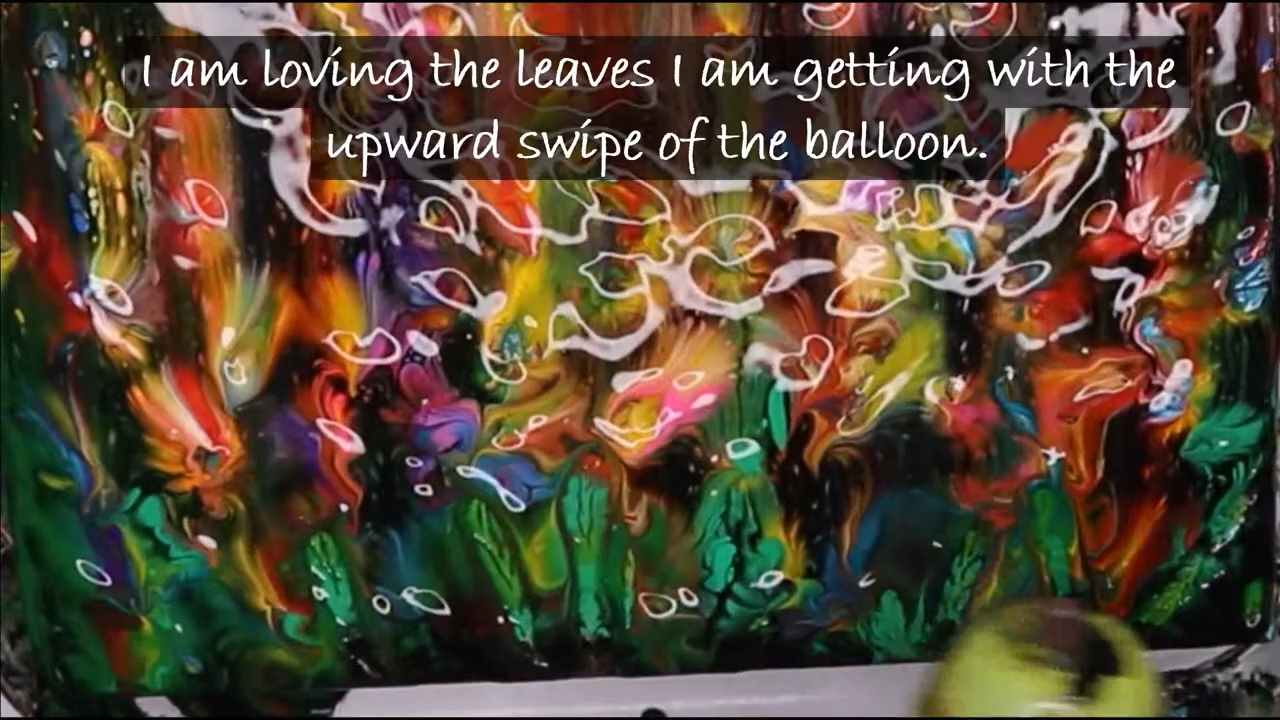 I am loving the leaves I am getting with the
upward swipe of the balloon.